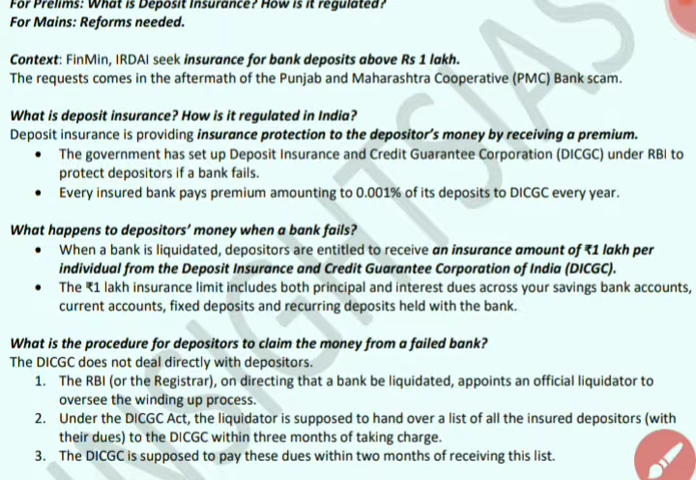 For Prelims: What is Deposit Insurance? How is it regulated?
For Mains: Reforms needed.
Context: FinMin, IRDAI seek insurance for bank deposits above Rs 1 lakh.
The requests comes in the aftermath of the Punjab and Maharashtra Cooperative (PMC) Bank scam.
What is deposit insurance? How is it regulated in India?
Deposit insurance is providing insurance protection to the depositor's money by receiving a premium.
• The government has set up Deposit Insurance and Credit Guarantee Corporation (DICGC) under RBI to
protect depositors if a bank fails.
• Every insured bank pays premium amounting to 0.001% of its deposits to DICGC every year.
What happens to depositors' money when a bank fails?
• When a bank is liquidated, depositors are entitled to receive an insurance amount of ₹1 lakh per
individual from the Deposit Insurance and Credit Guarantee Corporation of India (DICGC).
• The ₹1 lakh insurance limit includes both principal and interest dues across your savings bank accounts,
current accounts, fixed deposits and recurring deposits held with the bank.
What is the procedure for depositors to claim the money from a failed bank?
The DICGC does not deal directly with depositors.
1. The RBI (or the Registrar), on directing that a bank be liquidated, appoints an official liquidator to
oversee the winding up process.
2. Under the DICGC Act, the liquidator is supposed to hand over a list of all the insured depositors (with
their dues) to the DICGC within three months of taking charge.
3. The DICGC is supposed to pay these dues within two months of receiving this list.
INSIGHTSIAS